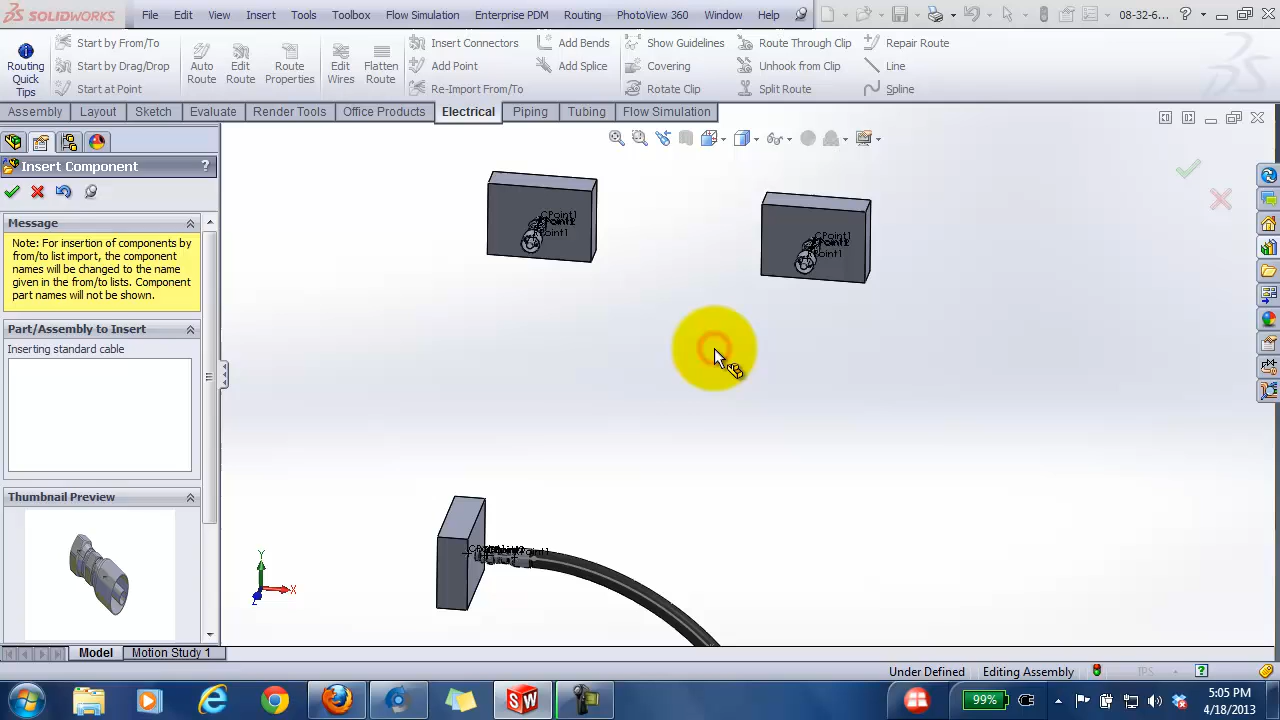 SOLIDWORKS File Edit View Insert Tools Toolbox Flow Simulation Enterprise PDM Routing PhotoView 360 Window Help 08-32-6... ?
Routing Quick Tips
Start by From/To
Start by Drag/Drop
Start at Point
Auto Route
Edit Route
Route Properties
Edit Wires
Flatten Route
Insert Connectors
Add Point
Re-Import From/To
Add Bends
Add Splice
Show Guidelines
Covering
Rotate Clip
Route Through Clip
Unhook from Clip
Split Route
Repair Route
Line
Spline
Assembly Layout Sketch Evaluate Render Tools Office Products Electrical Piping Tubing Flow Simulation
Insert Component ?
Message
Note: For insertion of components by
from/to list import, the component
names will be changed to the name
given in the from/to lists. Component
part names will not be shown.
Part/Assembly to Insert
Inserting standard cable
Thumbnail Preview
CPoint1
CPoint1
Y
X
Z
Model Motion Study 1
Under Defined Editing Assembly IPS ?
99% 5:05 PM
4/18/2013